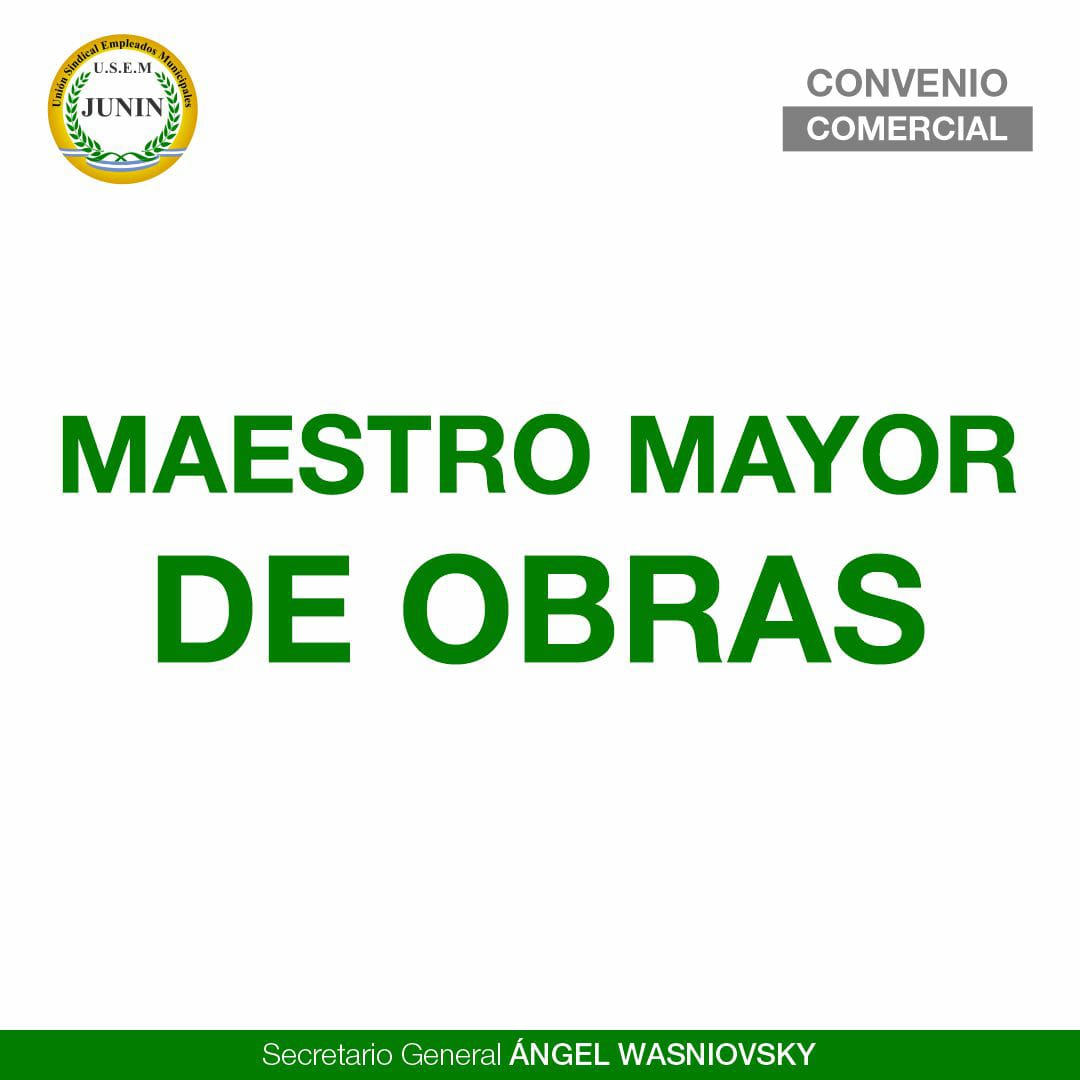 Unión Sindical Empleados Municipales
U.S.E.M
JUNIN
CONVENIO
COMERCIAL
MAESTRO MAYOR
DE OBRAS
Secretario General ÁNGEL WASNIOVSKY